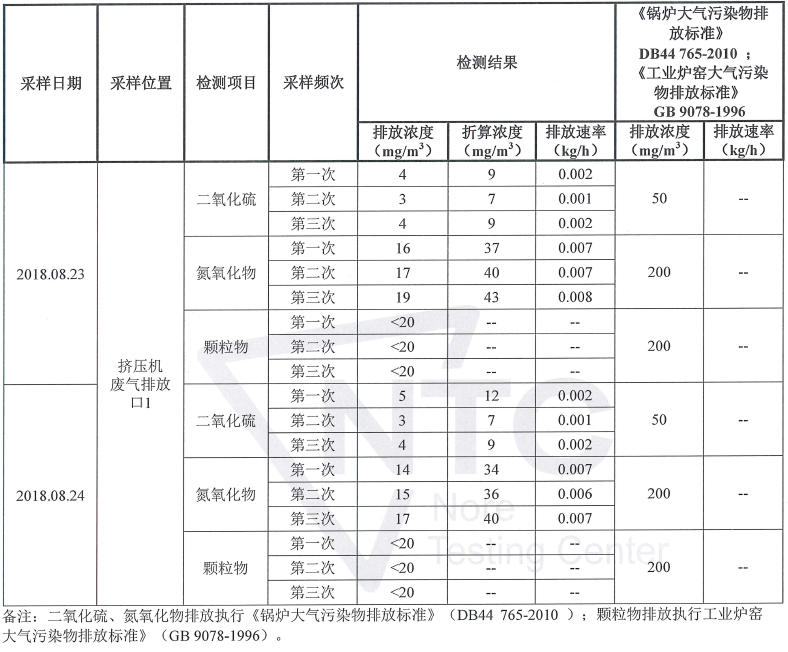 采样日期 采样位置 检测项目 采样频次 检测结果 《锅炉大气污染物排
放标准》
DB44 765-2010 ；
《工业炉窑大气污染
物排放标准》
GB 9078-1996
排放浓度 折算浓度 排放速率 排放浓度 排放速率
（mg/m³） （mg/m³） （kg/h） （mg/m³） （kg/h）
2018.08.23 挤压机
废气排放
口1
二氧化硫 第一次 4 9 0.002 50 --
第二次 3 7 0.001
第三次 4 9 0.002
氮氧化物 第一次 16 37 0.007 200 --
第二次 17 40 0.007
第三次 19 43 0.008
颗粒物 第一次 <20 -- -- 200 --
第二次 <20 -- --
第三次 <20 -- --
2018.08.24
二氧化硫 第一次 5 12 0.002 50 --
第二次 3 7 0.001
第三次 4 9 0.002
氮氧化物 第一次 14 34 0.007 200 --
第二次 15 36 0.006
第三次 17 40 0.007
颗粒物 第一次 <20 -- -- 200 --
第二次 <20 -- --
第三次 <20 -- --
NTC
Nore
Testing Center
备注：二氧化硫、氮氧化物排放执行《锅炉大气污染物排放标准》（DB44 765-2010 ）；颗粒物排放执行工业炉窑
大气污染物排放标准》（GB 9078-1996）。